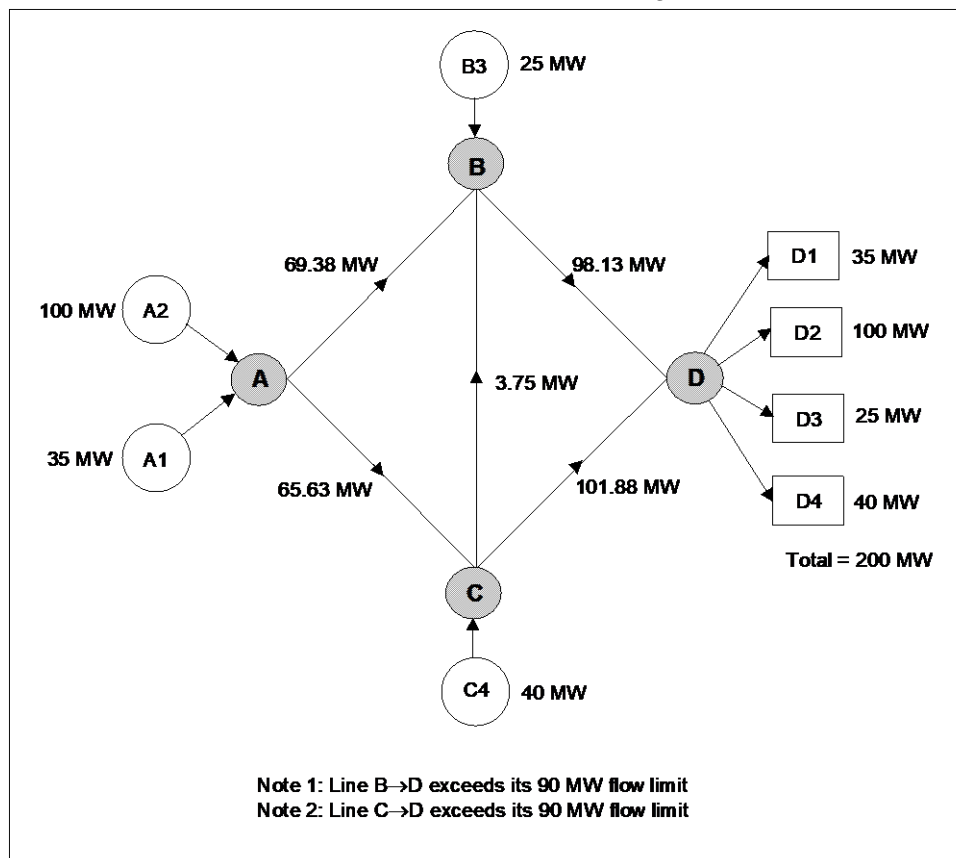 B3 25 MW
B
69.38 MW 98.13 MW
D1 35 MW
100 MW A2
D2 100 MW
A 3.75 MW D
D3 25 MW
35 MW A1
65.63 MW 101.88 MW
D4 40 MW
Total = 200 MW
C
C4 40 MW
Note 1: Line B→D exceeds its 90 MW flow limit
Note 2: Line C→D exceeds its 90 MW flow limit